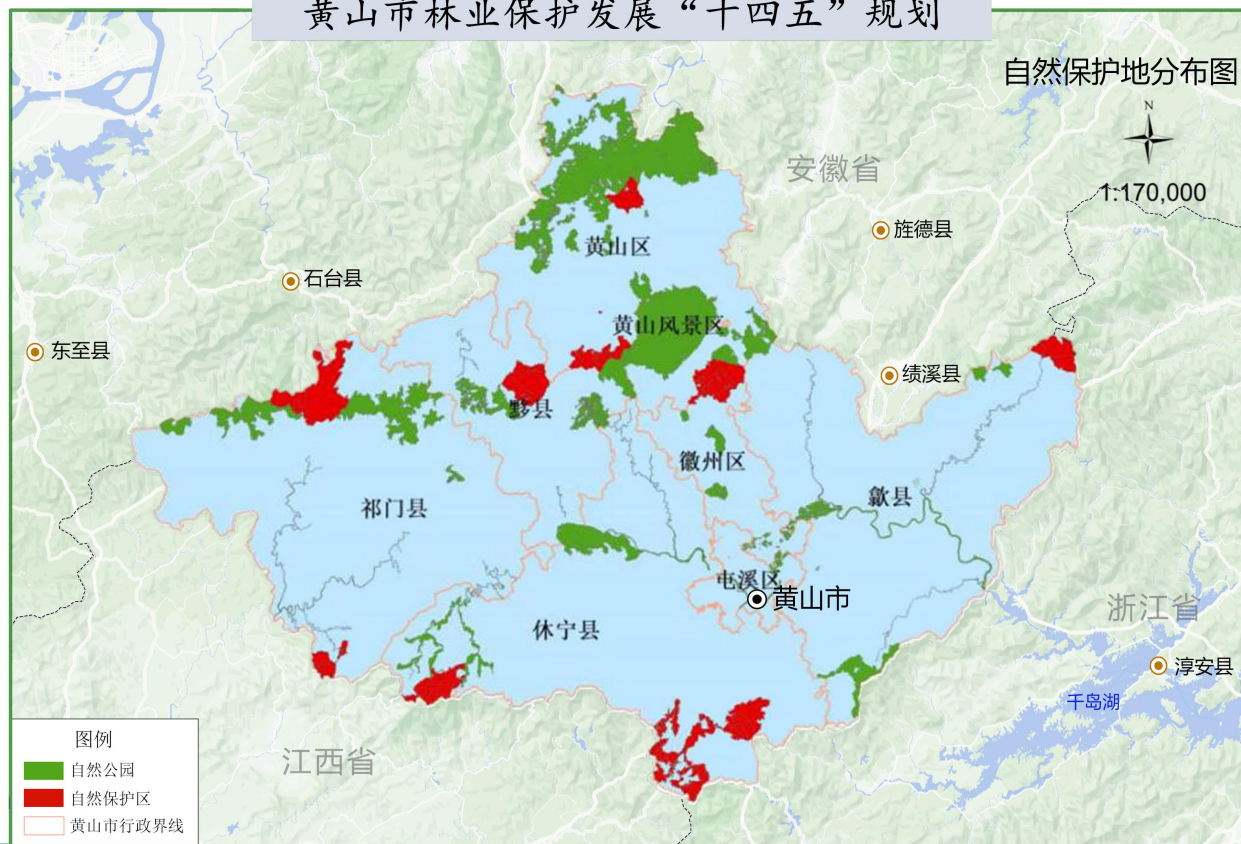 黄山市林业保护发展“十四五”规划
自然保护地分布图
N
1:170,000
安徽省
旌德县
黄山区
石台县
黄山风景区
东至县
绩溪县
黟县
徽州区
歙县
祁门县
屯溪区
黄山市
浙江省
休宁县
淳安县
千岛湖
江西省
图例
自然公园
自然保护区
黄山市行政界线